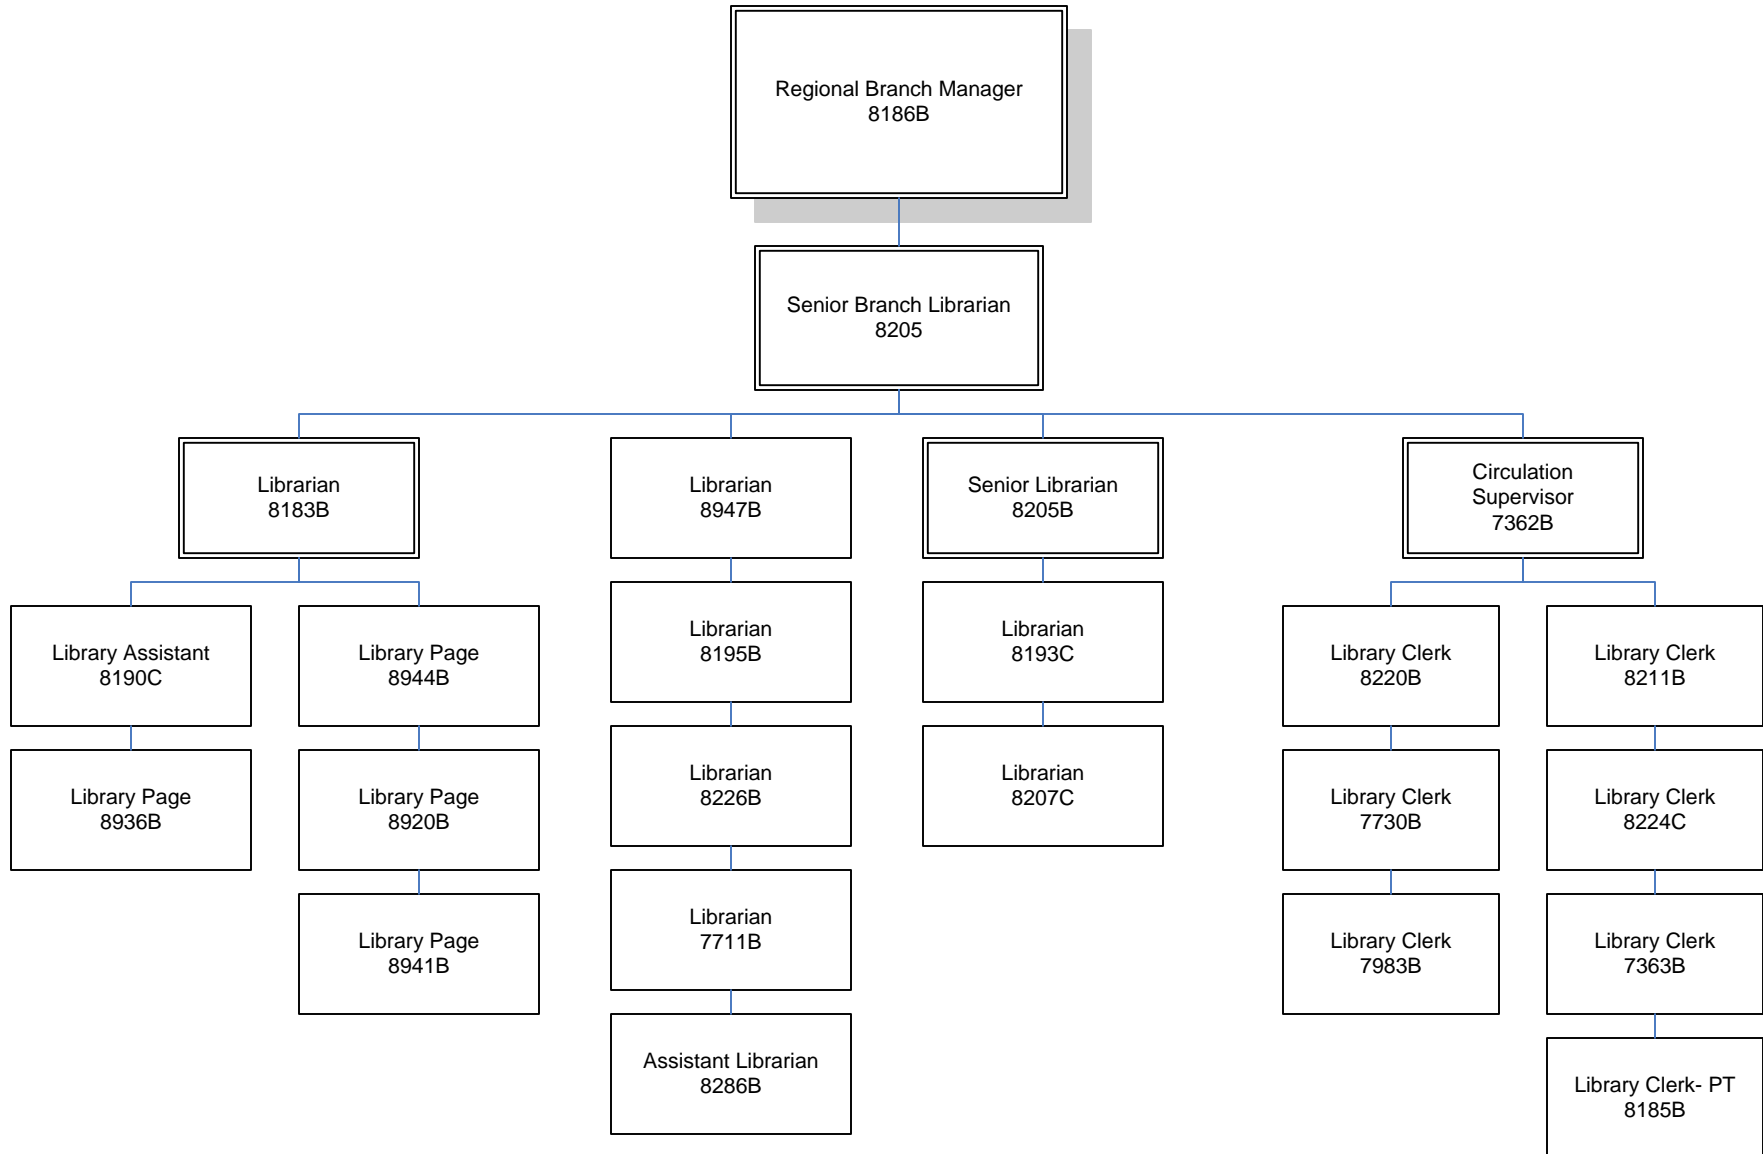 Regional Branch Manager
8186B
Senior Branch Librarian
8205
Librarian
8183B
Librarian
8947B
Senior Librarian
8205B
Circulation
Supervisor
7362B
Library Assistant
8190C
Library Page
8944B
Librarian
8195B
Librarian
8193C
Library Clerk
8220B
Library Clerk
8211B
Library Page
8936B
Library Page
8920B
Librarian
8226B
Librarian
8207C
Library Clerk
7730B
Library Clerk
8224C
Library Page
8941B
Librarian
7711B
Library Clerk
7983B
Library Clerk
7363B
Assistant Librarian
8286B
Library Clerk- PT
8185B